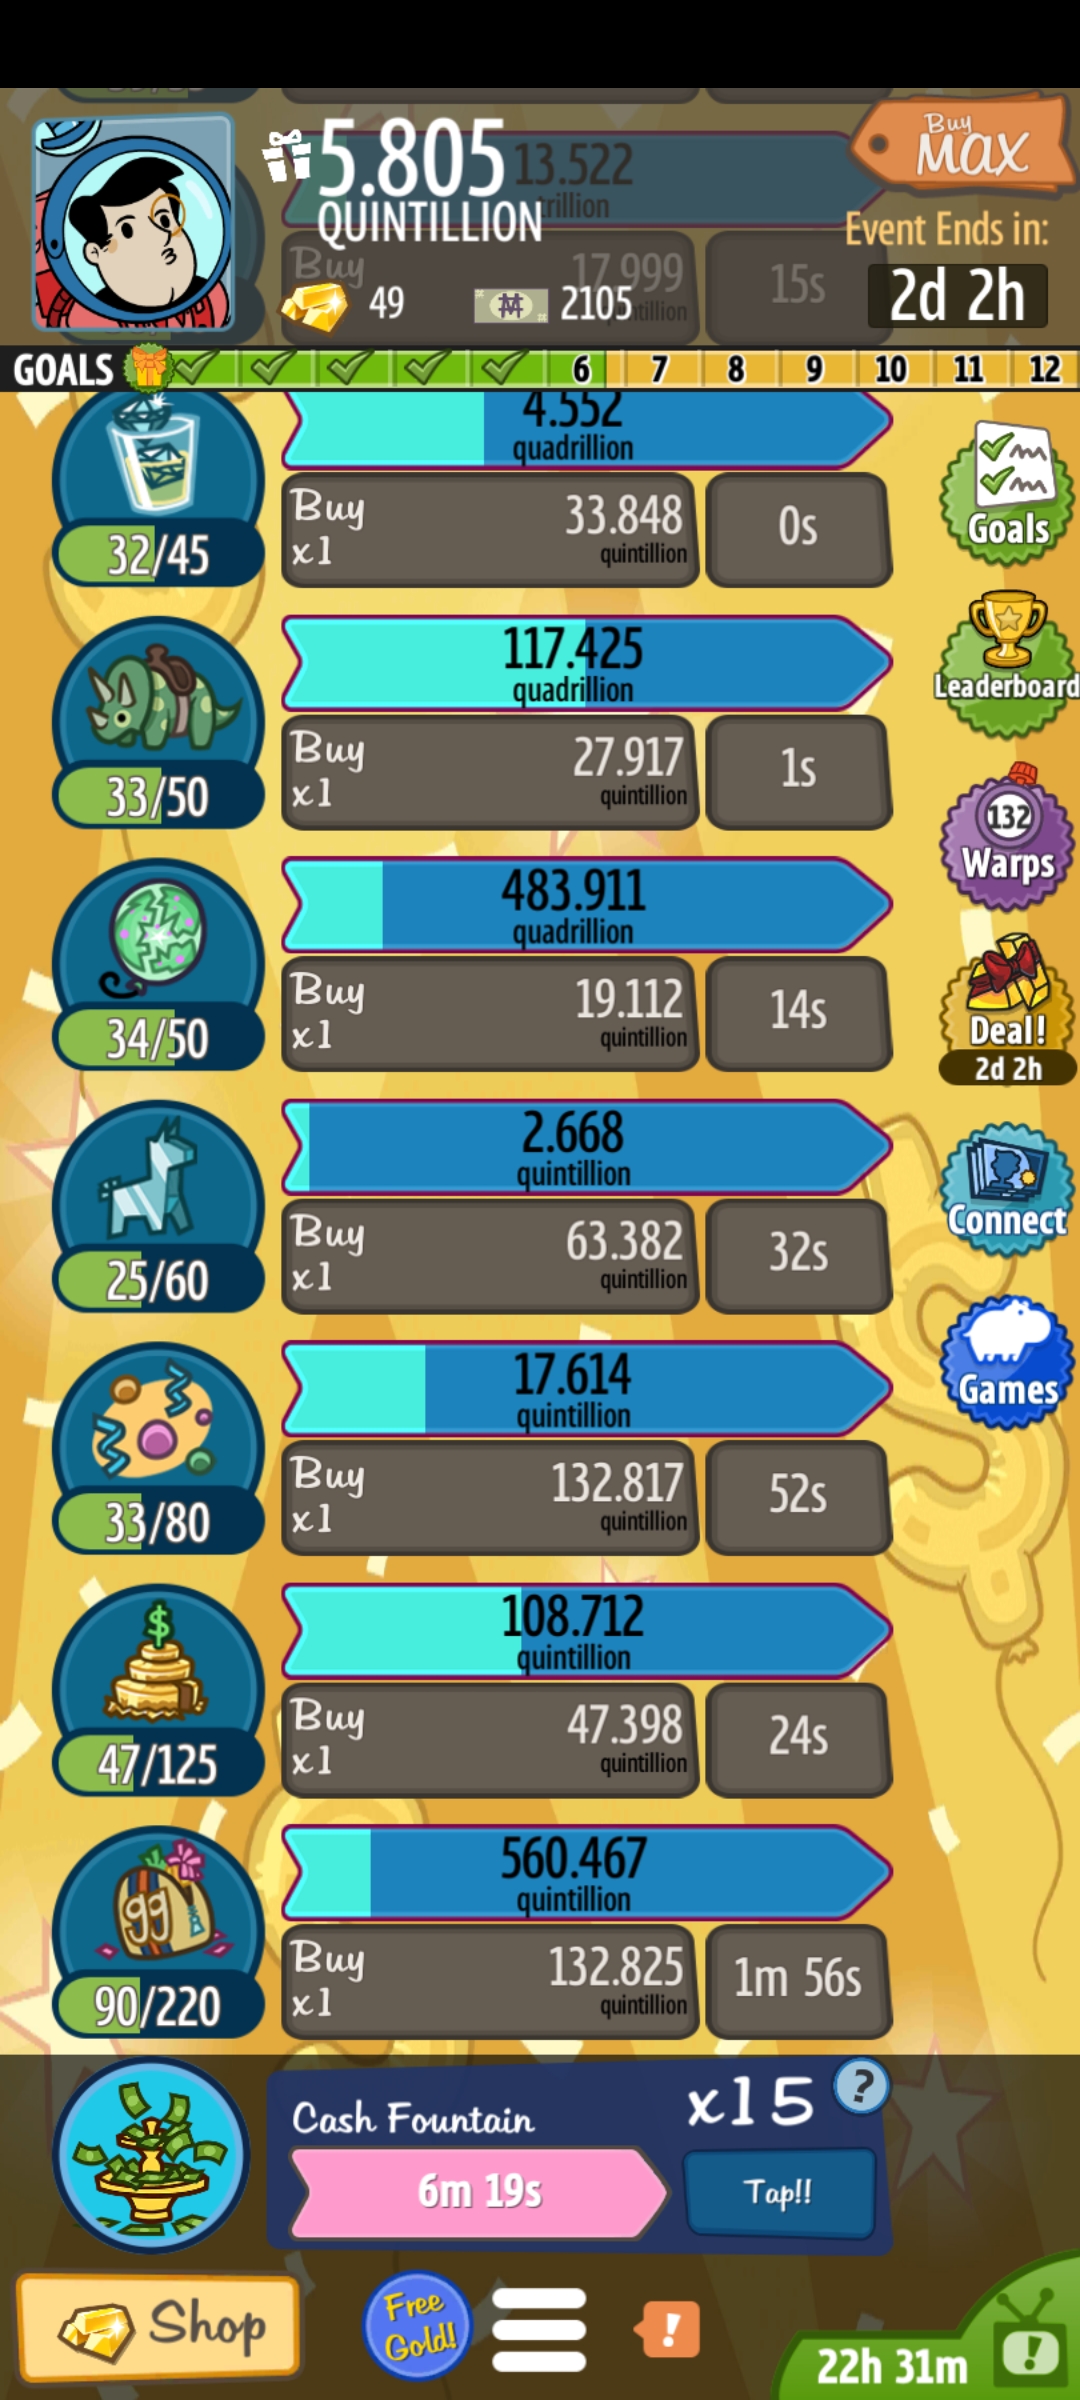 5.805
QUINTILLION
13.522
trillion
Buy
MAX
Event Ends in:
2d 2h
Buy
17.999
15s
49
2105
GOALS
6
7
8
9
10
11
12
4.552
quadrillion
Buy
x1
33.848
quintillion
0s
32/45
Goals
117.425
quadrillion
Buy
x1
27.917
quintillion
1s
33/50
Leaderboard
483.911
quadrillion
Buy
x1
19.112
quintillion
14s
34/50
132
Warps
Deal!
2d 2h
2.668
quintillion
Buy
x1
63.382
quintillion
32s
25/60
Connect
17.614
quintillion
Buy
x1
132.817
quintillion
52s
33/80
Games
$
108.712
quintillion
Buy
x1
47.398
quintillion
24s
47/125
99
560.467
quintillion
Buy
x1
132.825
quintillion
1m 56s
90/220
Cash Fountain
x15
?
6m 19s
Tap!!
Shop
Free
Gold!
!
22h 31m
!